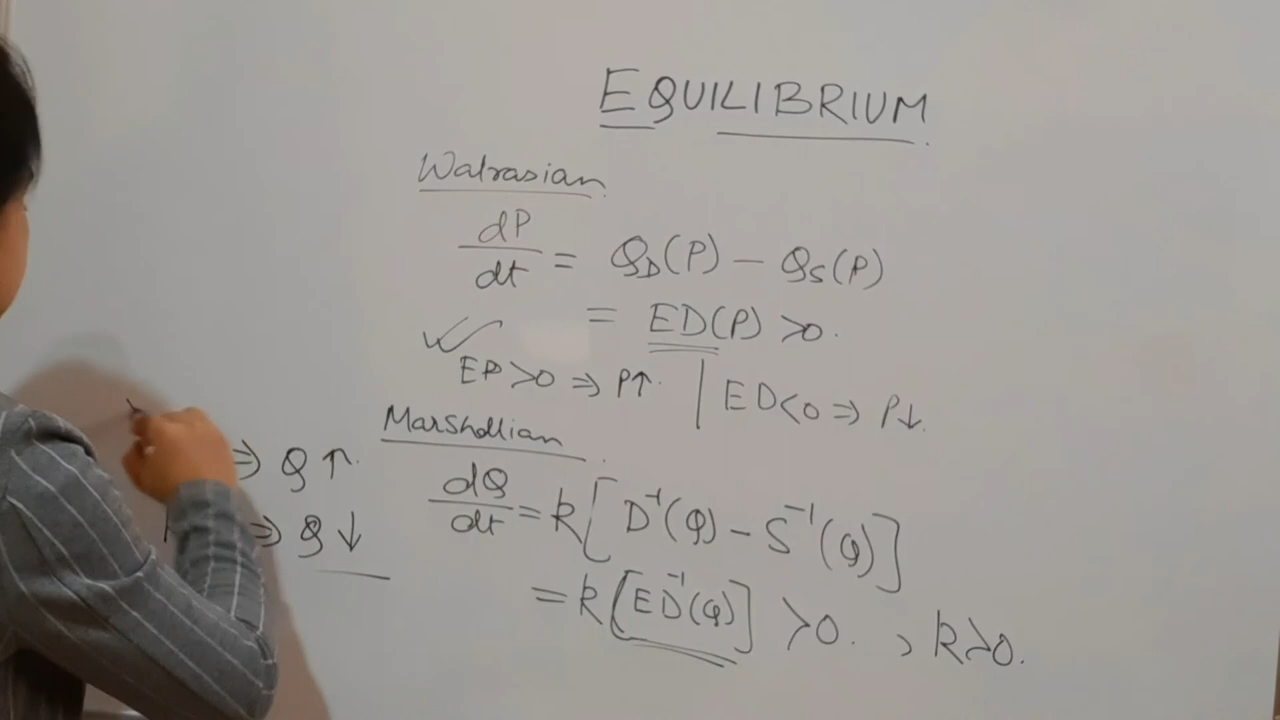 EQUILIBRIUM
Walrasian
dP/dt = QD(P) − QS(P)
= ED(P) >0.
ED >0 ⇒ P↑. | ED<0 ⇒ P↓.
Marshallian
⇒ Q ↑.
⇒ Q ↓
dQ/dt = k[D⁻¹(Q) − S⁻¹(Q)]
= k[ED⁻¹(Q)] >0. , k>0.